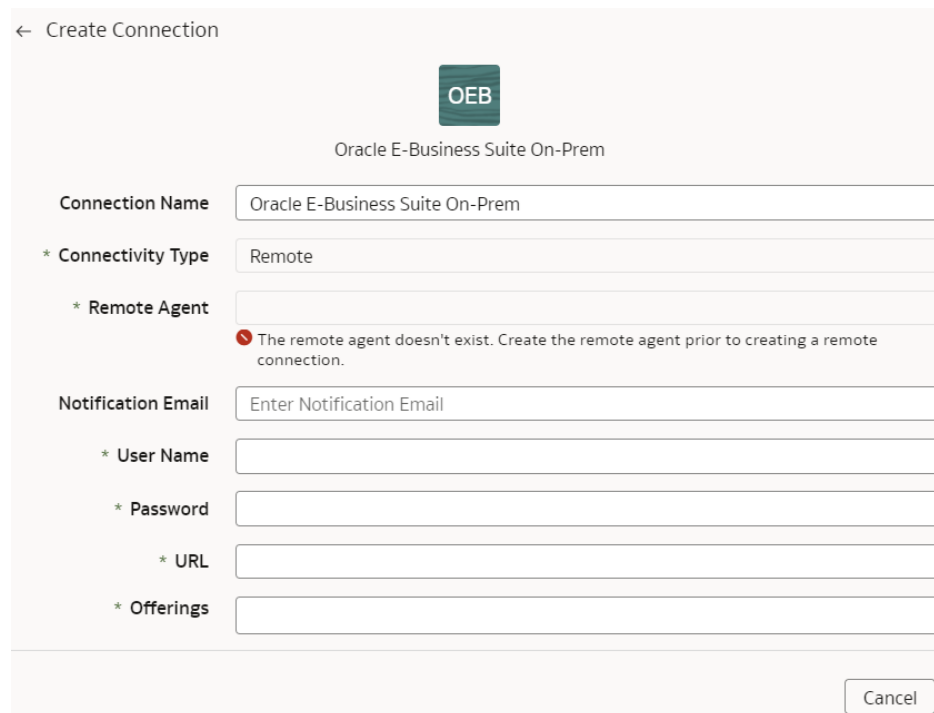 ← Create Connection
OEB
Oracle E-Business Suite On-Prem
Connection Name Oracle E-Business Suite On-Prem
* Connectivity Type Remote
* Remote Agent
The remote agent doesn't exist. Create the remote agent prior to creating a remote
connection.
Notification Email Enter Notification Email
* User Name
* Password
* URL
* Offerings
Cancel